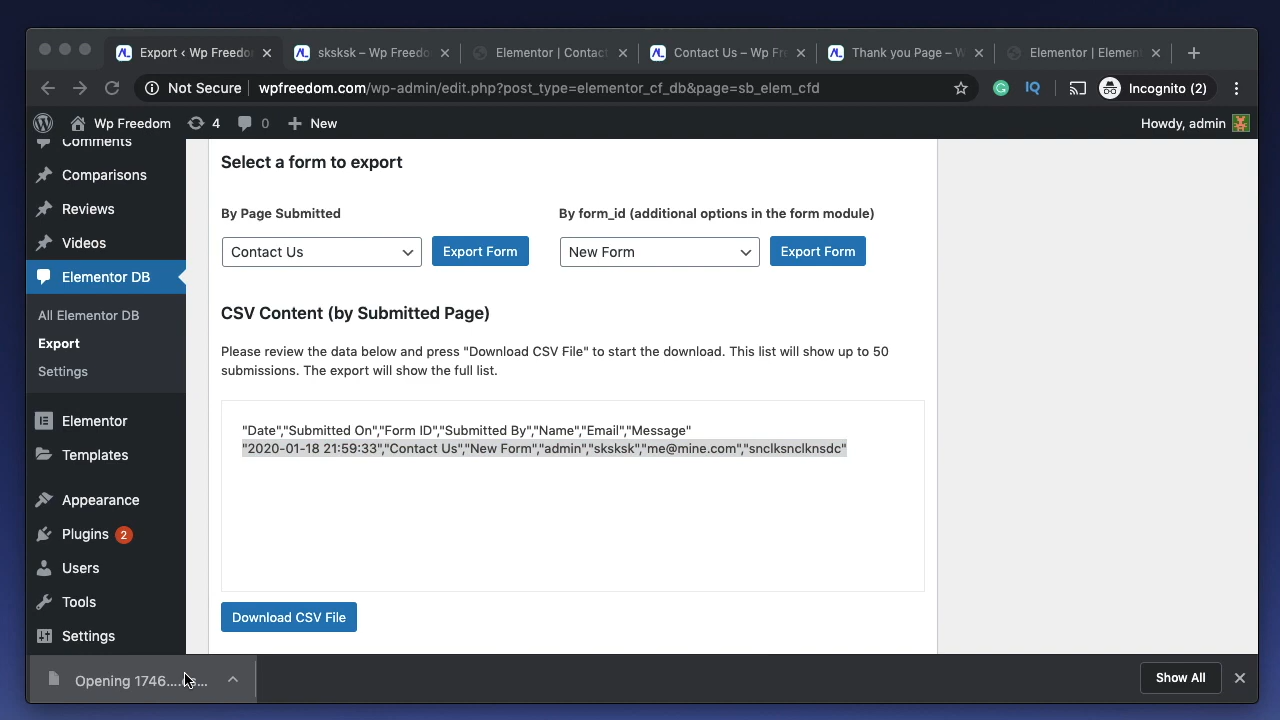 Export ‹ Wp Freedo
sksksk – Wp Freedo
Elementor | Contact
Contact Us – Wp Fr
Thank you Page – W
Elementor | Element
Not Secure
wpfreedom.com/wp-admin/edit.php?post_type=elementor_cf_db&page=sb_elem_cfd
IQ
Incognito (2)
Wp Freedom
4
0
New
Howdy, admin
Comments
Comparisons
Reviews
Videos
Elementor DB
All Elementor DB
Export
Settings
Elementor
Templates
Appearance
Plugins 2
Users
Tools
Settings
Select a form to export
By Page Submitted
Contact Us
Export Form
By form_id (additional options in the form module)
New Form
Export Form
CSV Content (by Submitted Page)
Please review the data below and press "Download CSV File" to start the download. This list will show up to 50
submissions. The export will show the full list.
"Date","Submitted On","Form ID","Submitted By","Name","Email","Message"
"2020-01-18 21:59:33","Contact Us","New Form","admin","sksksk","me@mine.com","snclksnclknsdc"
Download CSV File
Show All